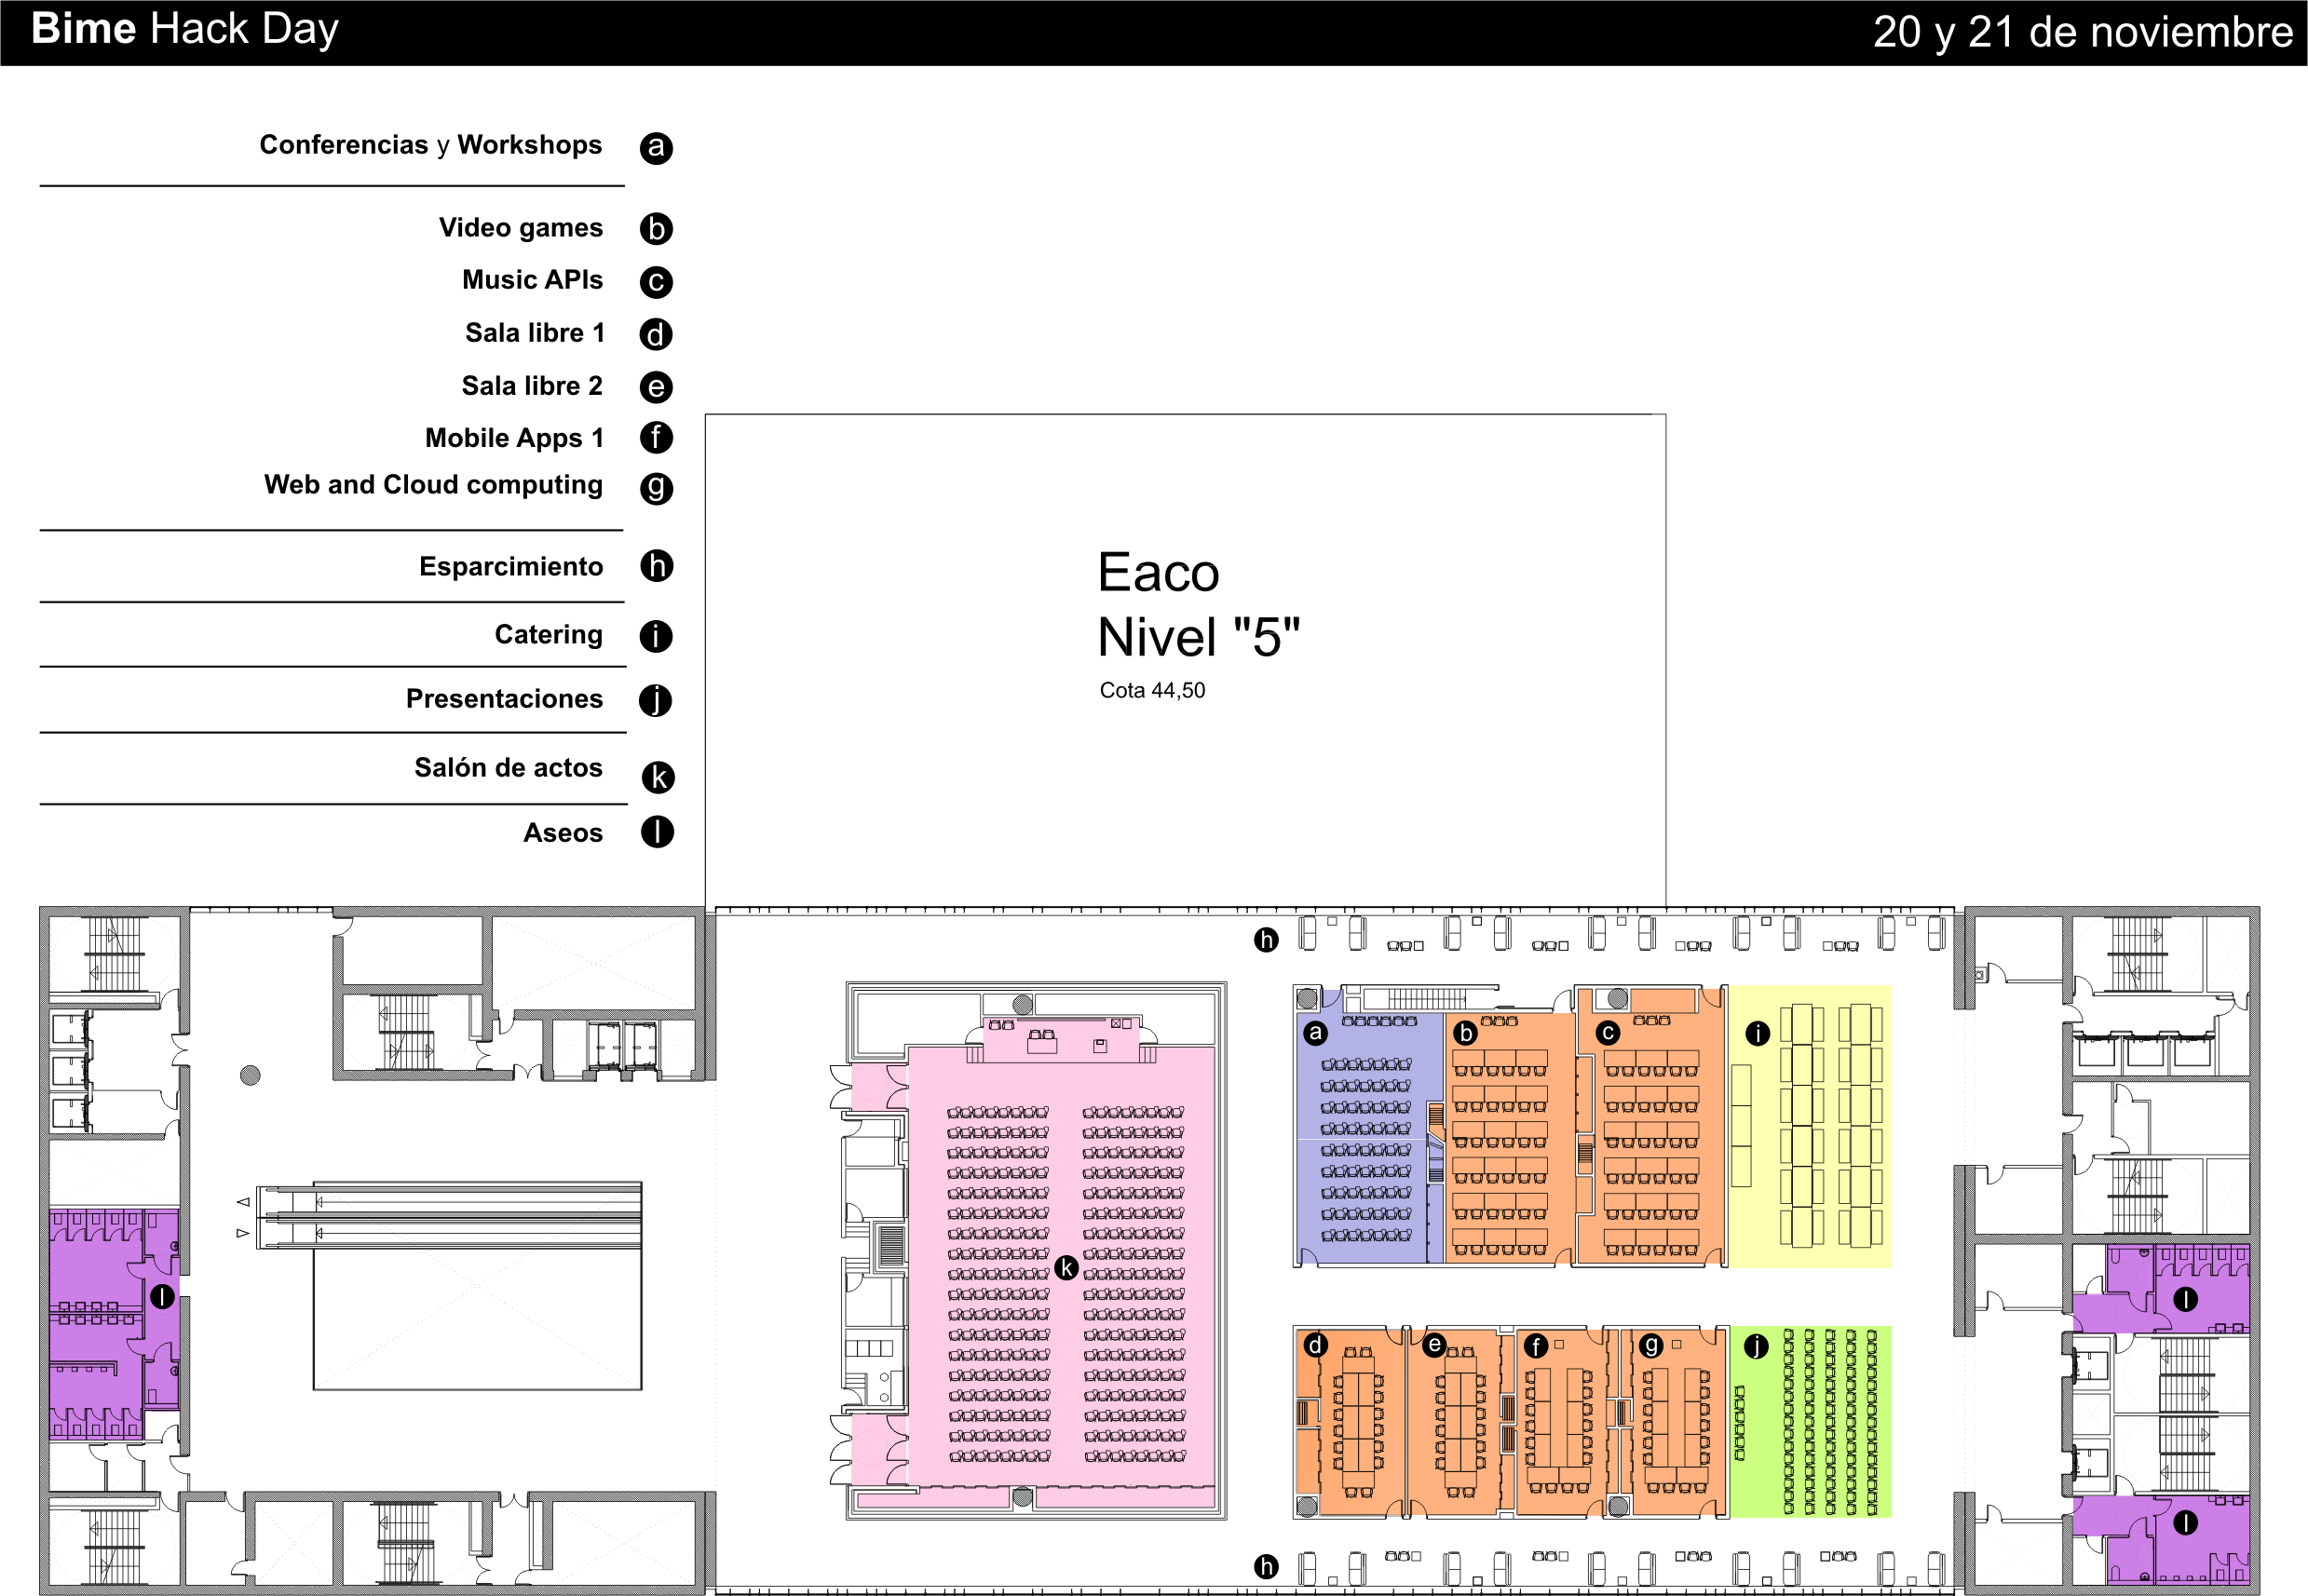 Bime Hack Day
20 y 21 de noviembre
Conferencias y Workshops a
Video games b
Music APIs c
Sala libre 1 d
Sala libre 2 e
Mobile Apps 1 f
Web and Cloud computing g
Esparcimiento h
Catering i
Presentaciones j
Salón de actos k
Aseos l
Eaco
Nivel "5"
Cota 44,50
h
a
b
c
i
k
l
l
d
e
f
g
j
l
h